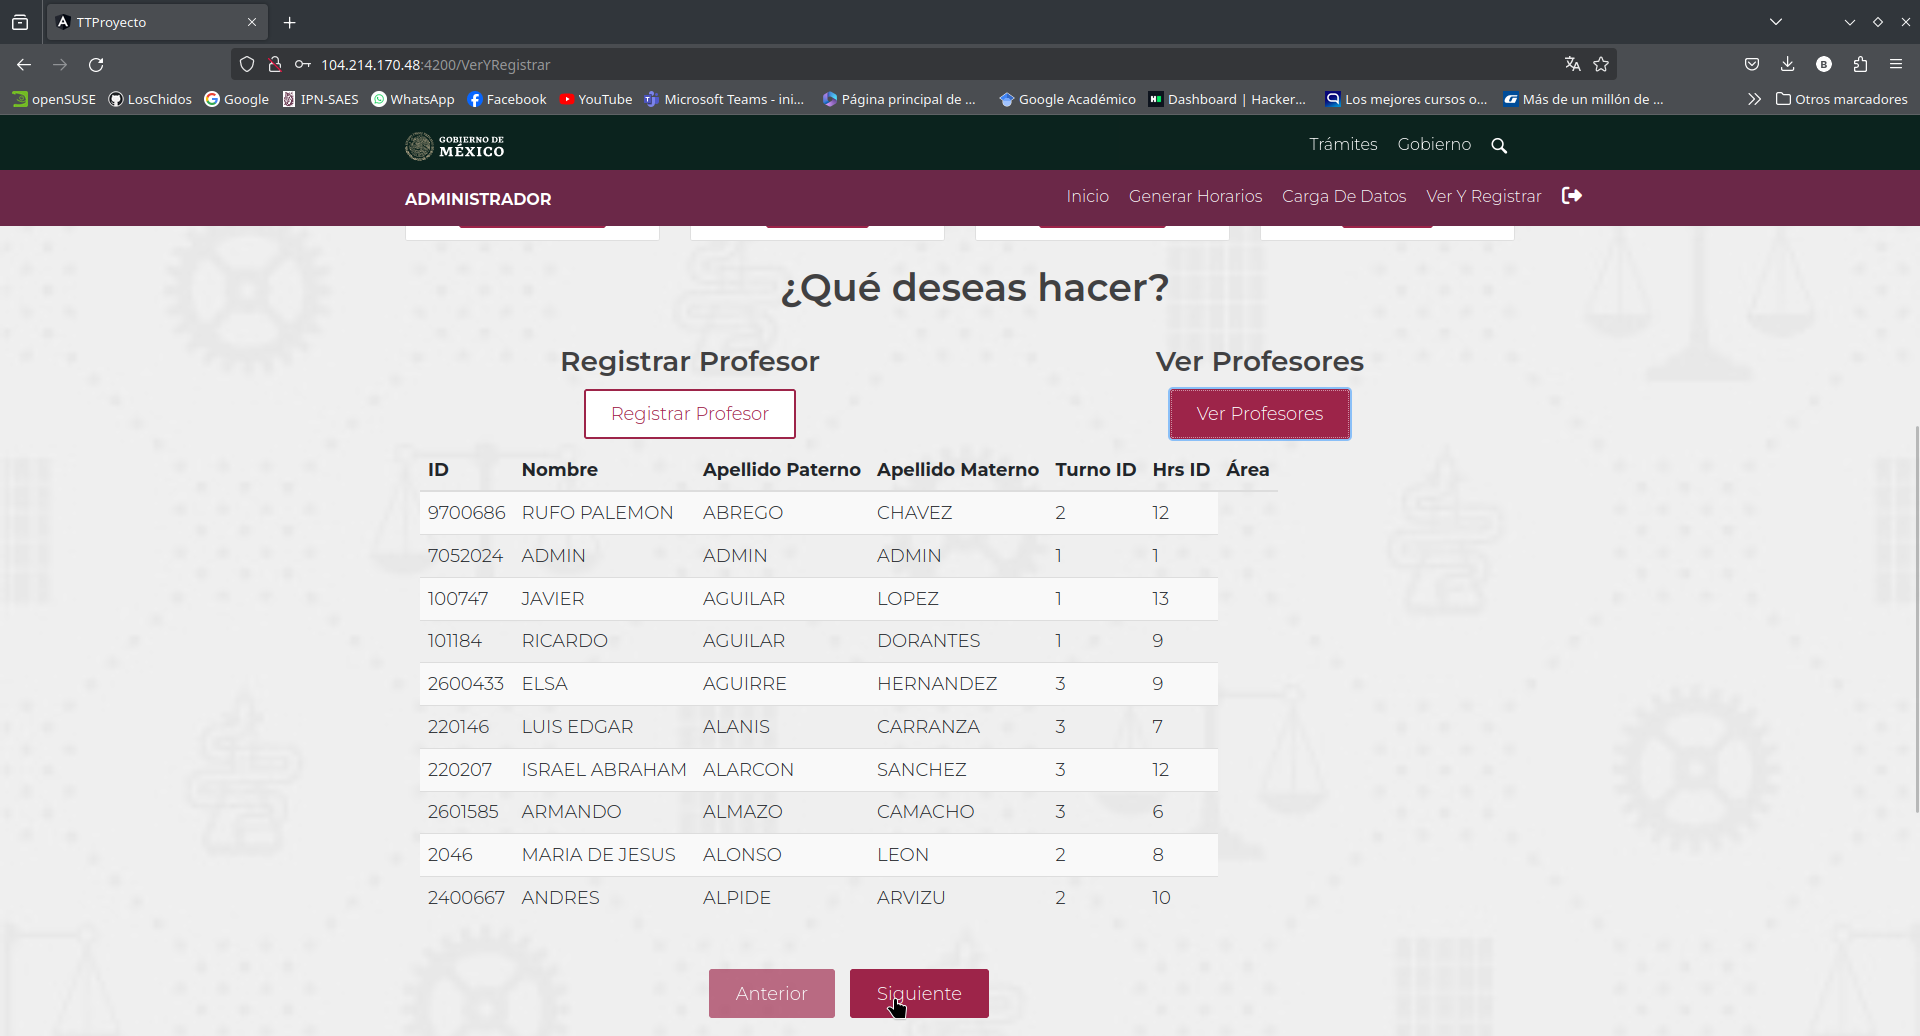 TTProyecto
104.214.170.48:4200/VerYRegistrar
openSUSE LosChidos Google IPN-SAES WhatsApp Facebook YouTube Microsoft Teams - ini... Página principal de ... Google Académico Dashboard | Hacker... Los mejores cursos o... Más de un millón de ... Otros marcadores
GOBIERNO DE
MÉXICO
Trámites Gobierno
ADMINISTRADOR
Inicio Generar Horarios Carga De Datos Ver Y Registrar
¿Qué deseas hacer?
Registrar Profesor Ver Profesores
Registrar Profesor Ver Profesores
ID Nombre Apellido Paterno Apellido Materno Turno ID Hrs ID Área
9700686 RUFO PALEMON ABREGO CHAVEZ 2 12
7052024 ADMIN ADMIN ADMIN 1 1
100747 JAVIER AGUILAR LOPEZ 1 13
101184 RICARDO AGUILAR DORANTES 1 9
2600433 ELSA AGUIRRE HERNANDEZ 3 9
220146 LUIS EDGAR ALANIS CARRANZA 3 7
220207 ISRAEL ABRAHAM ALARCON SANCHEZ 3 12
2601585 ARMANDO ALMAZO CAMACHO 3 6
2046 MARIA DE JESUS ALONSO LEON 2 8
2400667 ANDRES ALPIDE ARVIZU 2 10
Anterior Siguiente